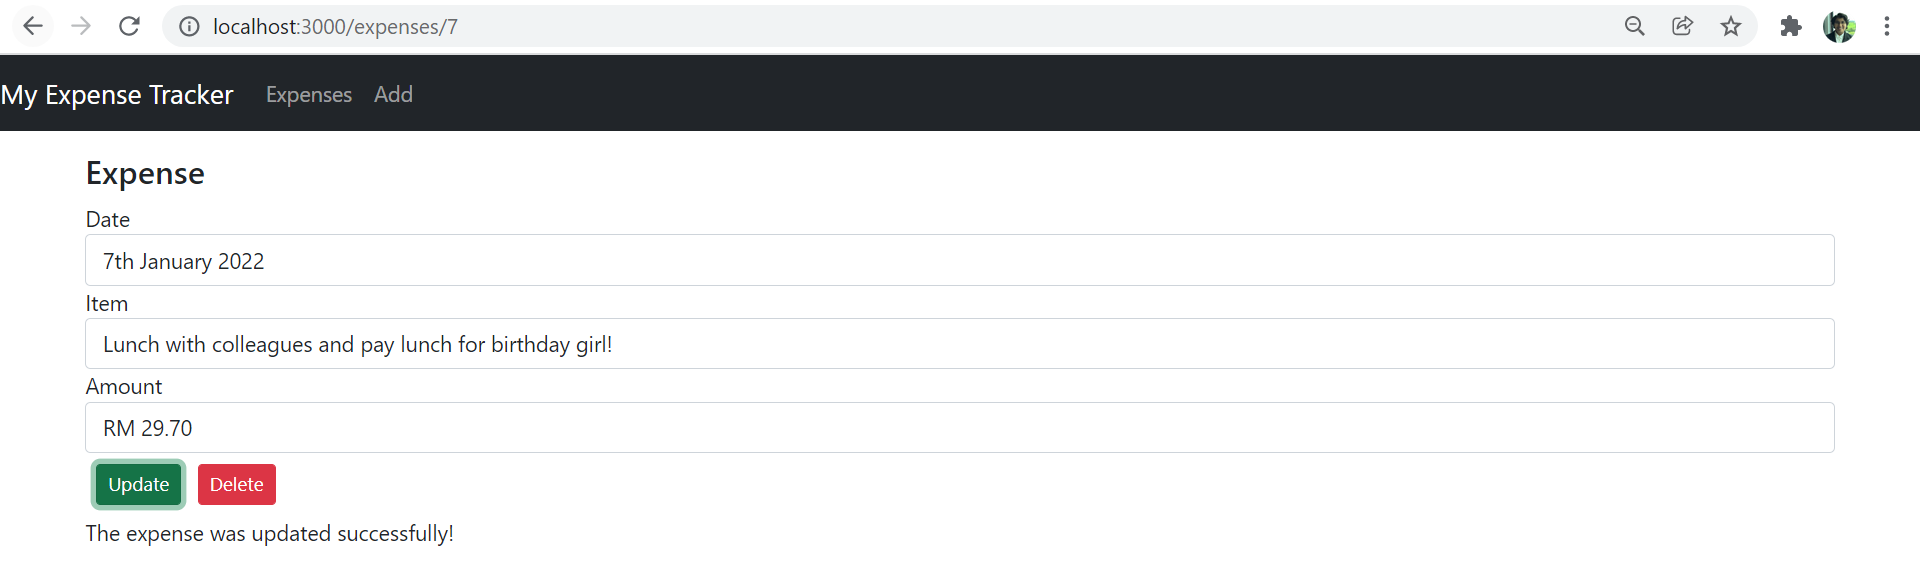 localhost:3000/expenses/7
My Expense Tracker Expenses Add
Expense
Date
7th January 2022
Item
Lunch with colleagues and pay lunch for birthday girl!
Amount
RM 29.70
Update Delete
The expense was updated successfully!